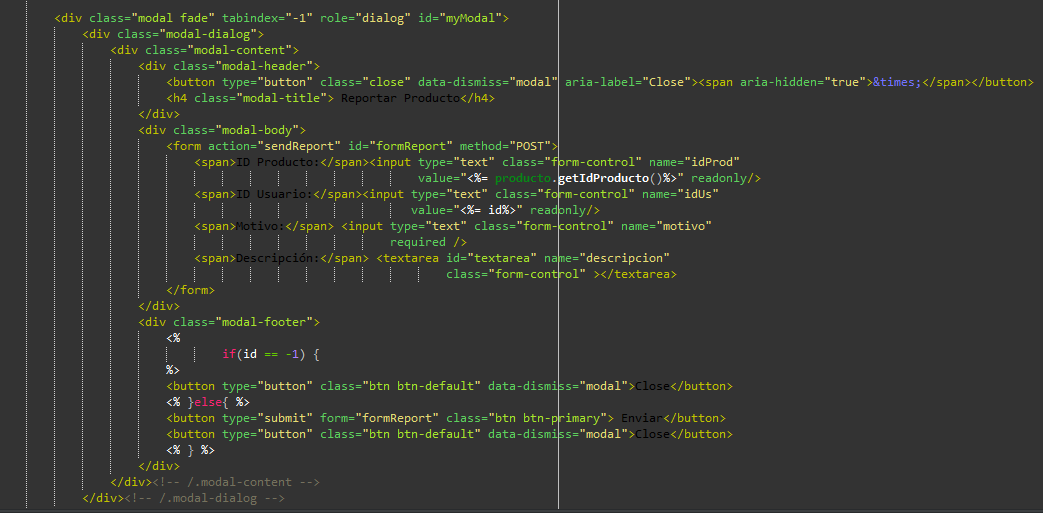 <div class="modal fade" tabindex="-1" role="dialog" id="myModal">
<div class="modal-dialog">
<div class="modal-content">
<div class="modal-header">
<button type="button" class="close" data-dismiss="modal" aria-label="Close"><span aria-hidden="true">&times;</span></button>
<h4 class="modal-title"> Reportar Producto</h4>
</div>
<div class="modal-body">
<form action="sendReport" id="formReport" method="POST">
<span>ID Producto:</span><input type="text" class="form-control" name="idProd"
value="<%= producto.getIdProducto()%>" readonly/>
<span>ID Usuario:</span><input type="text" class="form-control" name="idUs"
value="<%= id%>" readonly/>
<span>Motivo:</span> <input type="text" class="form-control" name="motivo"
required />
<span>Descripción:</span> <textarea id="textarea" name="descripcion"
class="form-control" ></textarea>
</form>
</div>
<div class="modal-footer">
<%
if(id == -1) {
%>
<button type="button" class="btn btn-default" data-dismiss="modal">Close</button>
<% }else{ %>
<button type="submit" form="formReport" class="btn btn-primary"> Enviar</button>
<button type="button" class="btn btn-default" data-dismiss="modal">Close</button>
<% } %>
</div>
</div><!-- /.modal-content -->
</div><!-- /.modal-dialog -->